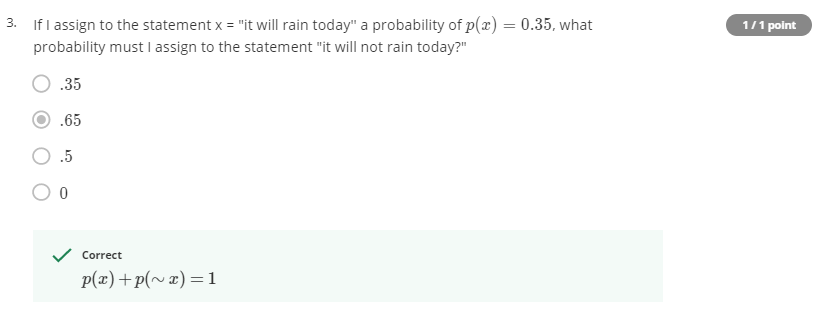 3. If I assign to the statement x = "it will rain today" a probability of p(x) = 0.35, what
1 / 1 point
probability must I assign to the statement "it will not rain today?"
.35
.65
.5
0
Correct
p(x) + p(∼ x) = 1